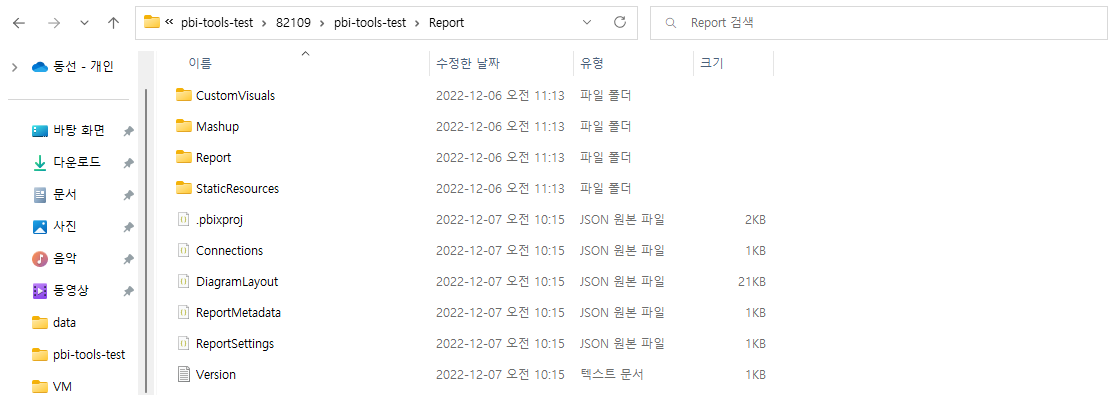 « pbi-tools-test › 82109 › pbi-tools-test › Report
Report 검색
동선 - 개인
바탕 화면
다운로드
문서
사진
음악
동영상
data
pbi-tools-test
VM
이름 수정한 날짜 유형 크기
CustomVisuals 2022-12-06 오전 11:13 파일 폴더
Mashup 2022-12-06 오전 11:13 파일 폴더
Report 2022-12-06 오전 11:13 파일 폴더
StaticResources 2022-12-06 오전 11:13 파일 폴더
.pbixproj 2022-12-07 오전 10:15 JSON 원본 파일 2KB
Connections 2022-12-07 오전 10:15 JSON 원본 파일 1KB
DiagramLayout 2022-12-07 오전 10:15 JSON 원본 파일 21KB
ReportMetadata 2022-12-07 오전 10:15 JSON 원본 파일 1KB
ReportSettings 2022-12-07 오전 10:15 JSON 원본 파일 1KB
Version 2022-12-07 오전 10:15 텍스트 문서 1KB